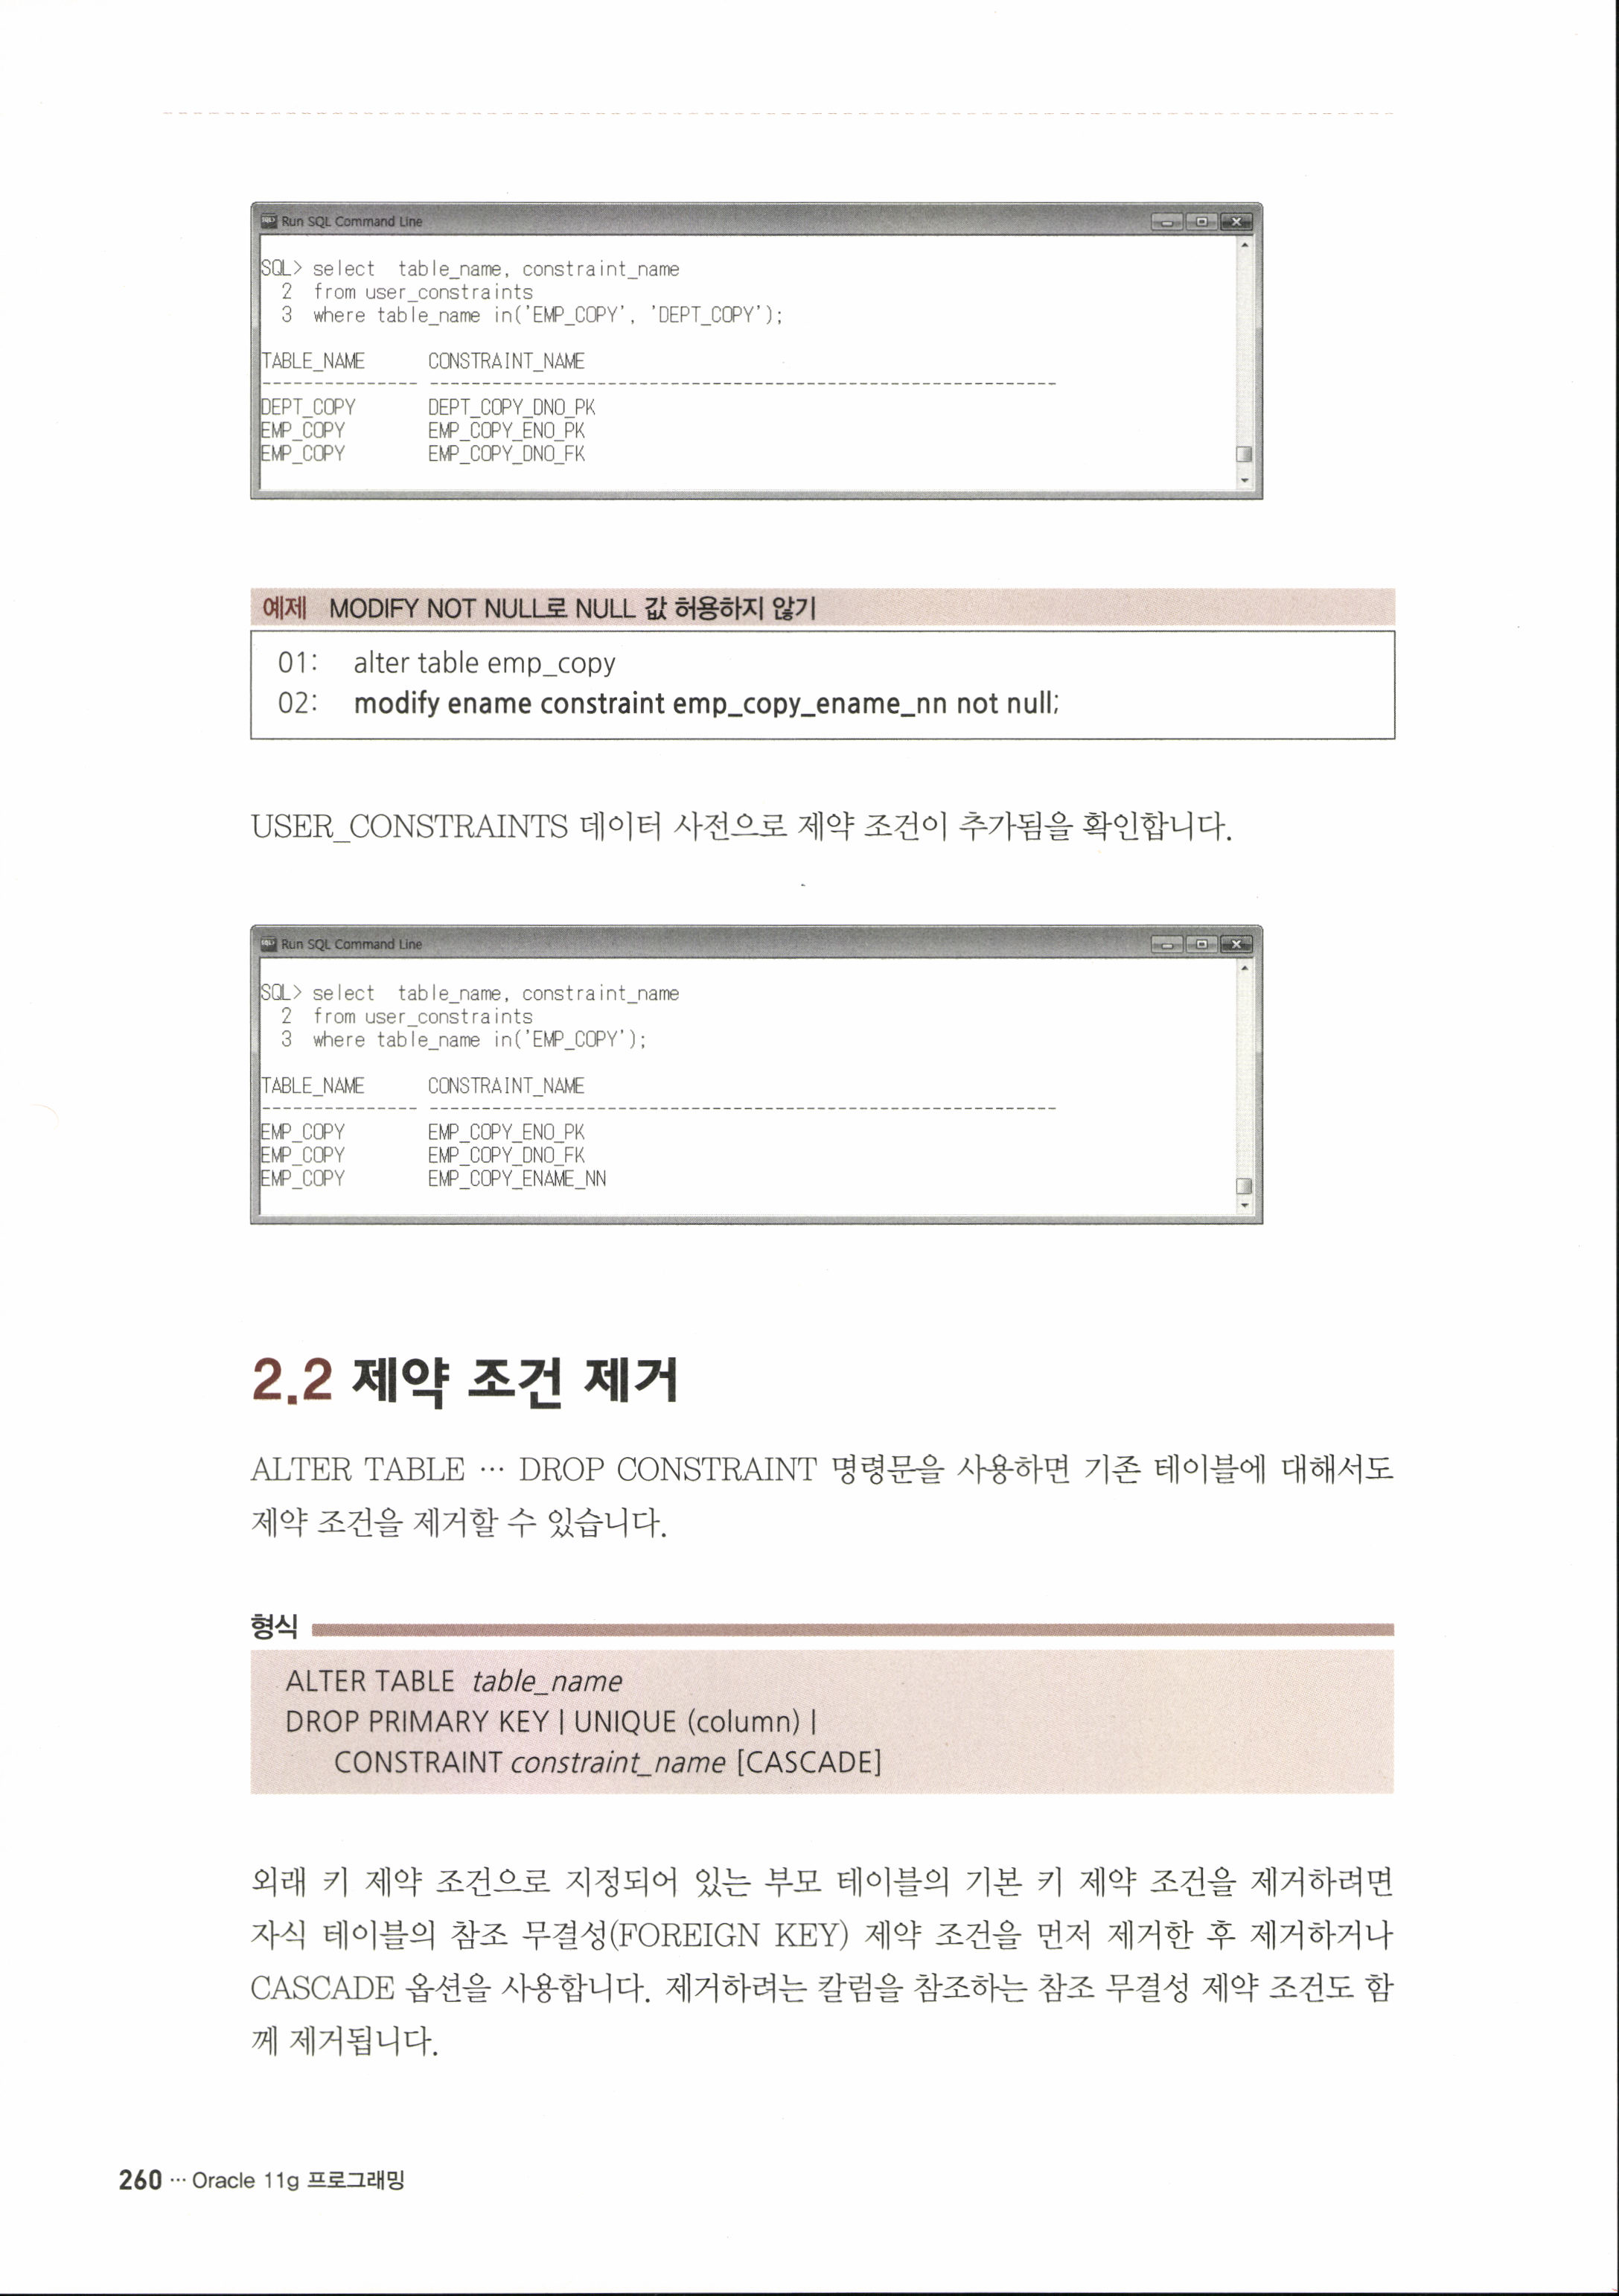 Run SQL Command Line
SQL> select  table_name, constraint_name
2  from user_constraints
3  where table_name in('EMP_COPY', 'DEPT_COPY');
TABLE_NAME      CONSTRAINT_NAME
--------------- ------------------------------------------------------------
DEPT_COPY       DEPT_COPY_DNO_PK
EMP_COPY        EMP_COPY_ENO_PK
EMP_COPY        EMP_COPY_DNO_FK
예제 MODIFY NOT NULL로 NULL 값 허용하지 않기
01: alter table emp_copy
02: modify ename constraint emp_copy_ename_nn not null;
USER_CONSTRAINTS 데이터 사전으로 제약 조건이 추가됨을 확인합니다.
Run SQL Command Line
SQL> select  table_name, constraint_name
2  from user_constraints
3  where table_name in('EMP_COPY');
TABLE_NAME      CONSTRAINT_NAME
--------------- ------------------------------------------------------------
EMP_COPY        EMP_COPY_ENO_PK
EMP_COPY        EMP_COPY_DNO_FK
EMP_COPY        EMP_COPY_ENAME_NN
2.2 제약 조건 제거
ALTER TABLE … DROP CONSTRAINT 명령문을 사용하면 기존 테이블에 대해서도
제약 조건을 제거할 수 있습니다.
형식
ALTER TABLE table_name
DROP PRIMARY KEY | UNIQUE (column) |
CONSTRAINT constraint_name [CASCADE]
외래 키 제약 조건으로 지정되어 있는 부모 테이블의 기본 키 제약 조건을 제거하려면
자식 테이블의 참조 무결성(FOREIGN KEY) 제약 조건을 먼저 제거한 후 제거하거나
CASCADE 옵션을 사용합니다. 제거하려는 칼럼을 참조하는 참조 무결성 제약 조건도 함
께 제거됩니다.
260 … Oracle 11g 프로그래밍